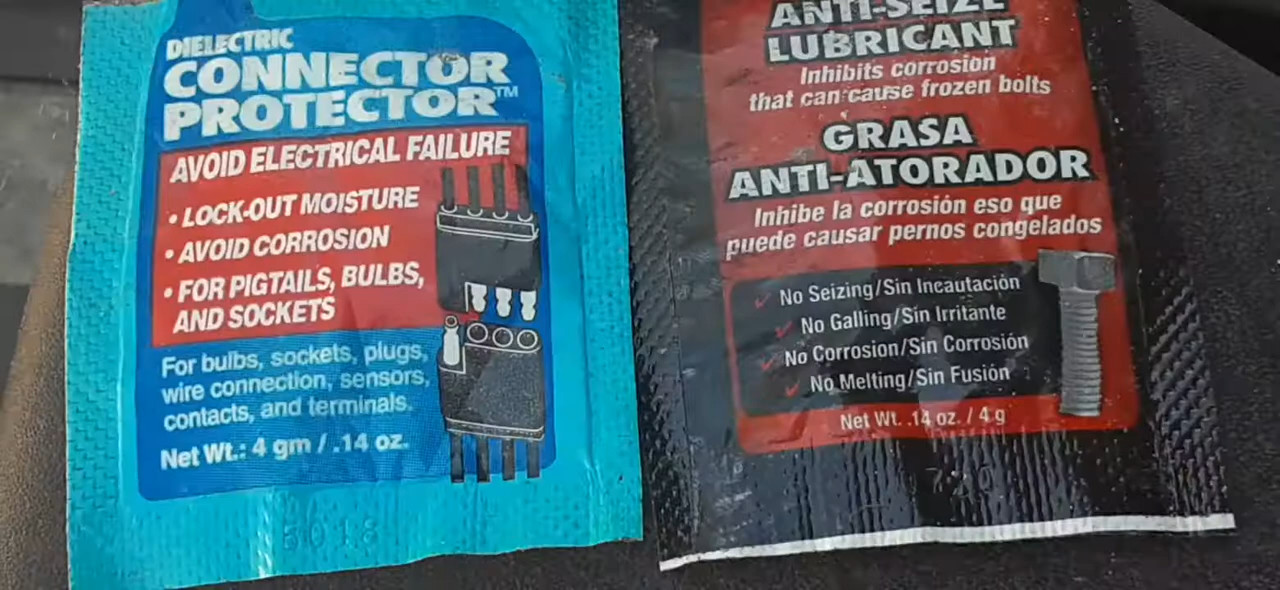 DIELECTRIC
CONNECTOR
PROTECTOR™
AVOID ELECTRICAL FAILURE
• LOCK-OUT MOISTURE
• AVOID CORROSION
• FOR PIGTAILS, BULBS,
AND SOCKETS
For bulbs, sockets, plugs,
wire connection, sensors,
contacts, and terminals.
Net Wt.: 4 gm / .14 oz.
ANTI-SEIZE
LUBRICANT
Inhibits corrosion
that can cause frozen bolts
GRASA
ANTI-ATORADOR
Inhibe la corrosión eso que
puede causar pernos congelados
✓ No Seizing/Sin Incautación
✓ No Galling/Sin Irritante
✓ No Corrosion/Sin Corrosión
✓ No Melting/Sin Fusión
Net Wt. .14 oz. / 4 g